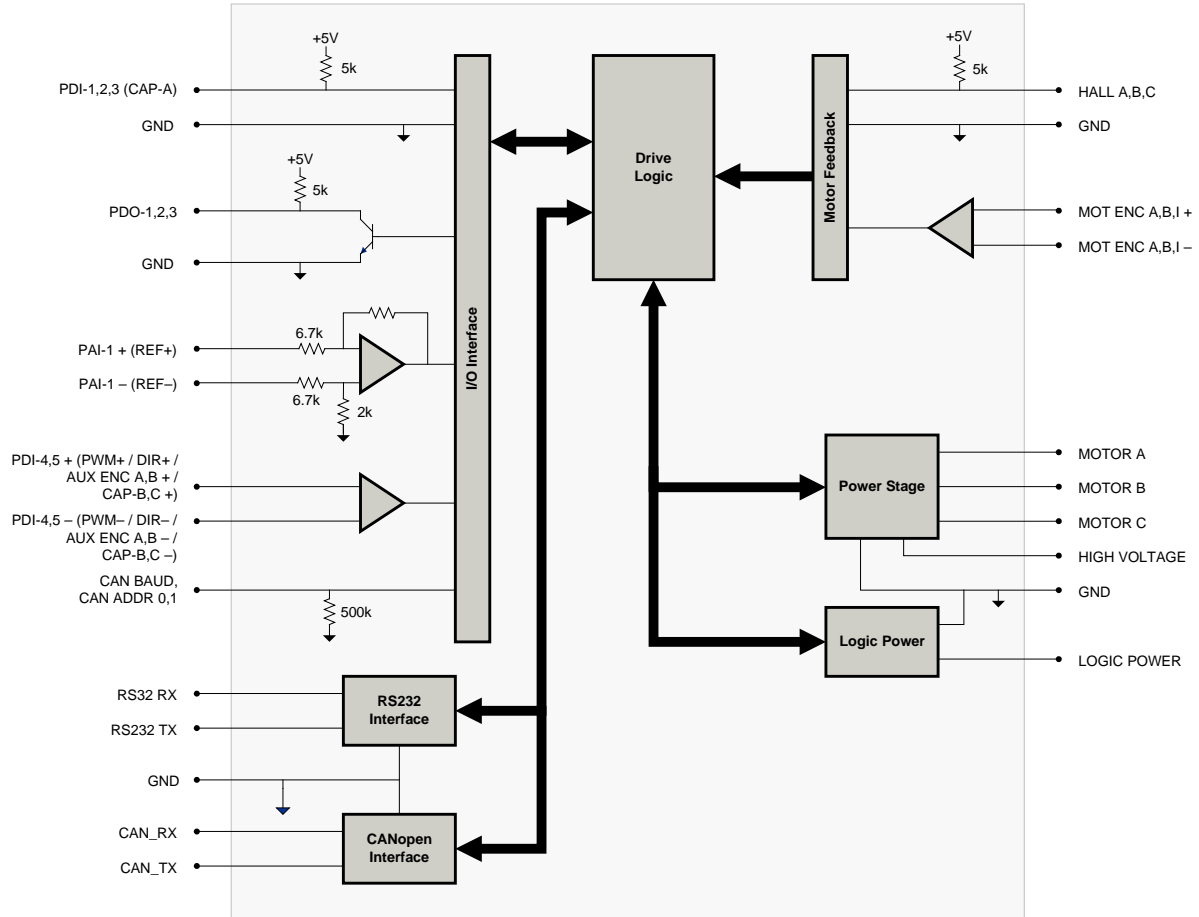 +5V
5k
PDI-1,2,3 (CAP-A)
GND
+5V
5k
PDO-1,2,3
GND
6.7k
PAI-1 + (REF+)
PAI-1 – (REF–)
6.7k
2k
PDI-4,5 + (PWM+ / DIR+ /
AUX ENC A,B + /
CAP-B,C +)
PDI-4,5 – (PWM– / DIR– /
AUX ENC A,B – /
CAP-B,C –)
CAN BAUD,
CAN ADDR 0,1
500k
I/O Interface
RS32 RX
RS232 TX
RS232
Interface
GND
CAN_RX
CAN_TX
CANopen
Interface
Drive
Logic
Motor Feedback
+5V
5k
HALL A,B,C
GND
MOT ENC A,B,I +
MOT ENC A,B,I –
Power Stage
MOTOR A
MOTOR B
MOTOR C
HIGH VOLTAGE
GND
Logic Power
LOGIC POWER